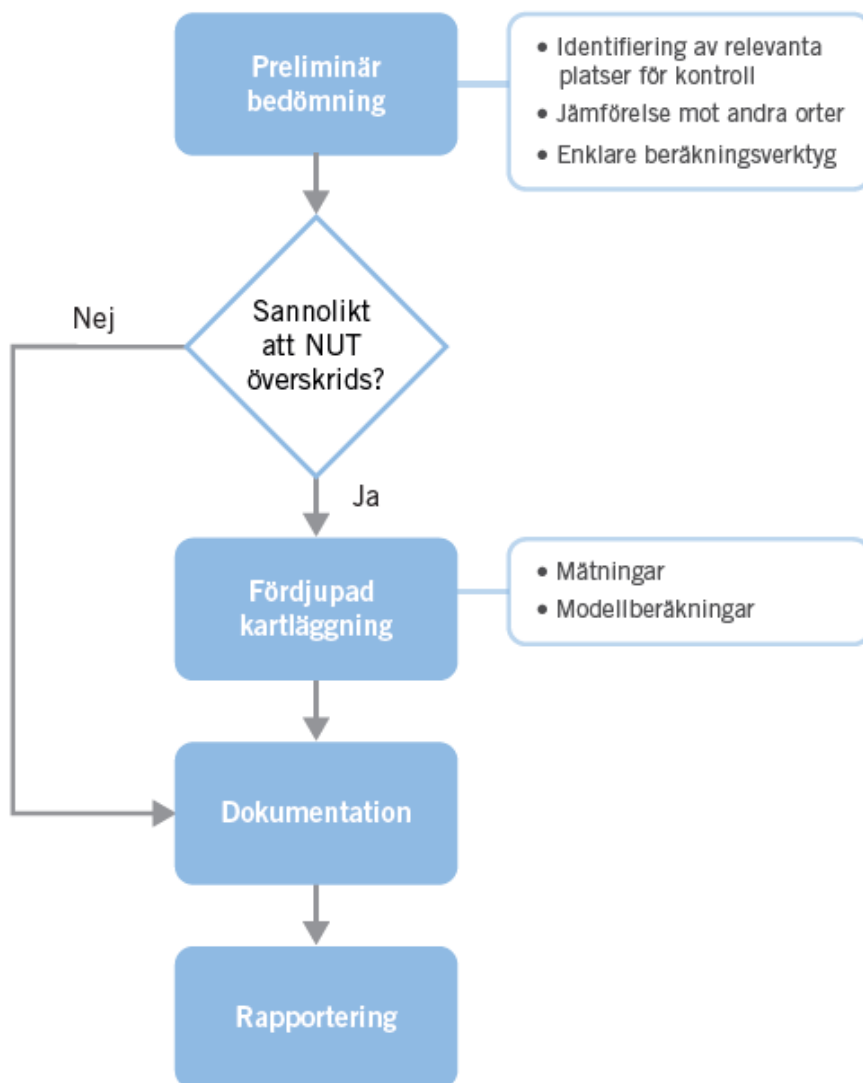 Preliminär
bedömning
• Identifiering av relevanta
platser för kontroll
• Jämförelse mot andra orter
• Enklare beräkningsverktyg
Nej
Sannolikt
att NUT
överskrids?
Ja
Fördjupad
kartläggning
• Mätningar
• Modellberäkningar
Dokumentation
Rapportering